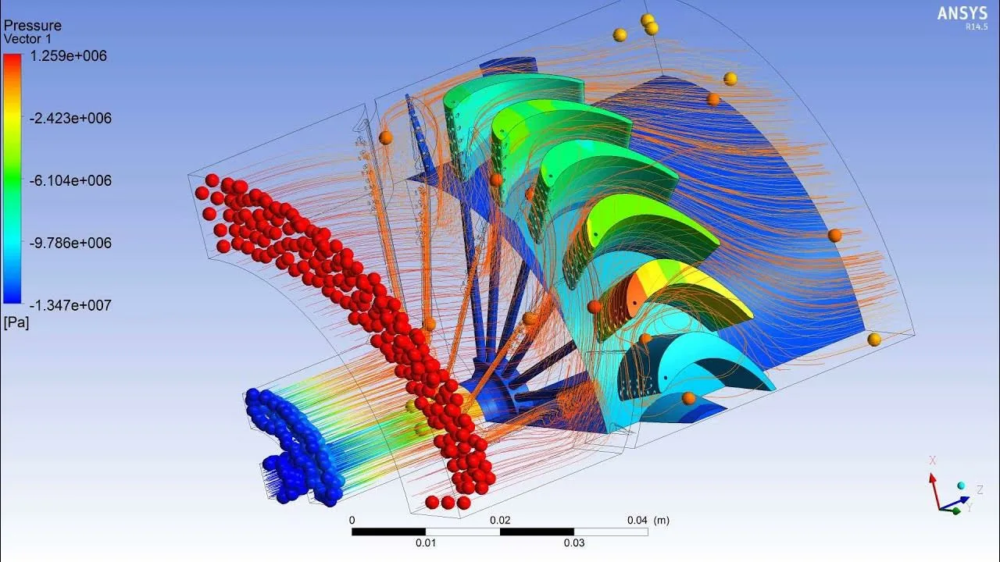 Pressure
Vector 1
1.259e+006
-2.423e+006
-6.104e+006
-9.786e+006
-1.347e+007
[Pa]
ANSYS
R14.5
0 0.02 0.04 (m)
0.01 0.03
X
Z
Y